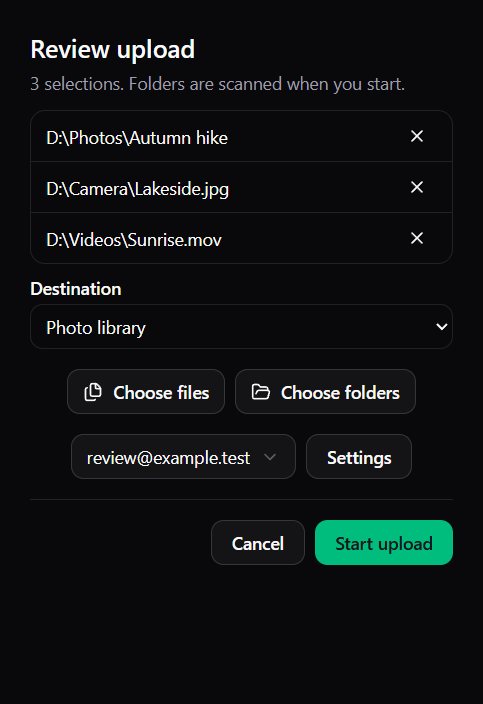 Review upload
3 selections. Folders are scanned when you start.
D:\Photos\Autumn hike
D:\Camera\Lakeside.jpg
D:\Videos\Sunrise.mov
Destination
Photo library
Choose files
Choose folders
review@example.test
Settings
Cancel
Start upload